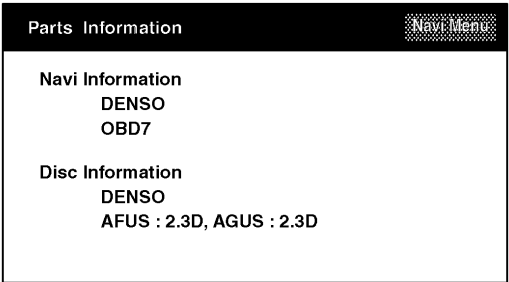 Parts Information
Navi Menu
Navi Information
DENSO
OBD7
Disc Information
DENSO
AFUS : 2.3D, AGUS : 2.3D